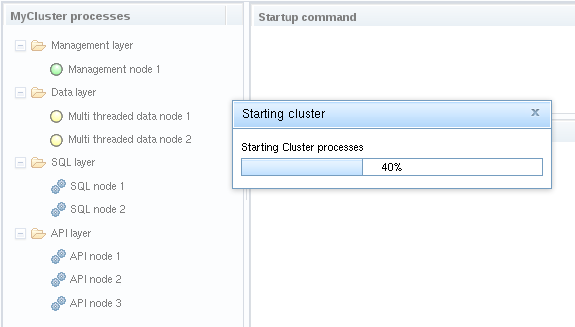 MyCluster processes
Management layer
Management node 1
Data layer
Multi threaded data node 1
Multi threaded data node 2
SQL layer
SQL node 1
SQL node 2
API layer
API node 1
API node 2
API node 3
Startup command
Starting cluster
Starting Cluster processes
40%